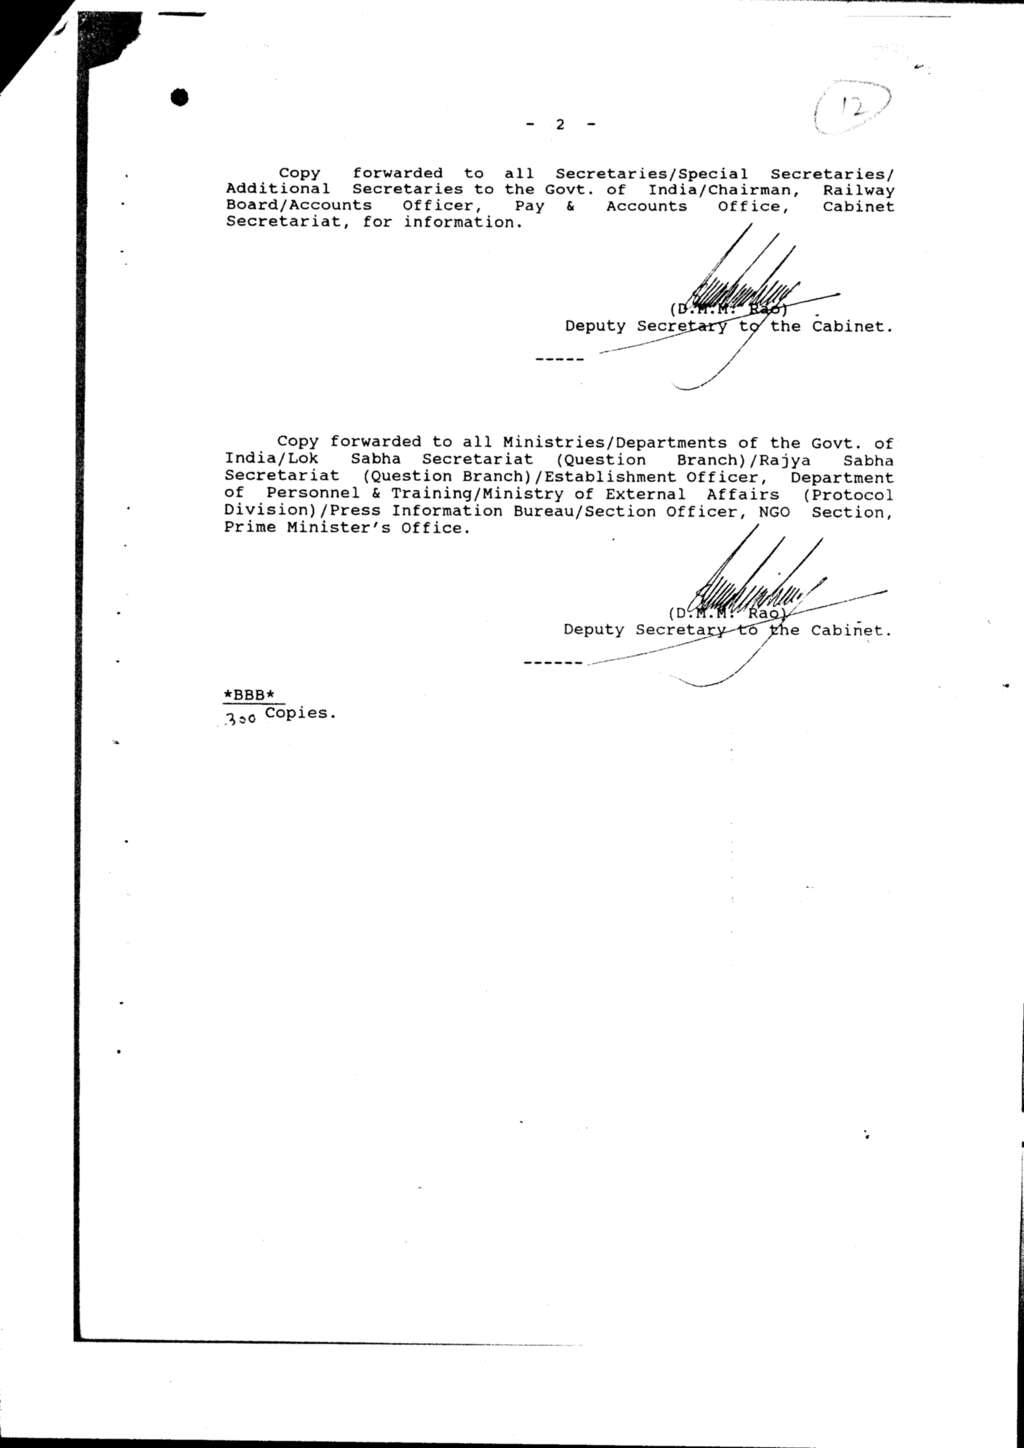 12
- 2 -
Copy forwarded to all Secretaries/Special Secretaries/
Additional Secretaries to the Govt. of India/Chairman, Railway
Board/Accounts Officer, Pay & Accounts Office, Cabinet
Secretariat, for information.
(D.M.M. Rao)
Deputy Secretary to the Cabinet.
-----
Copy forwarded to all Ministries/Departments of the Govt. of
India/Lok Sabha Secretariat (Question Branch)/Rajya Sabha
Secretariat (Question Branch)/Establishment Officer, Department
of Personnel & Training/Ministry of External Affairs (Protocol
Division)/Press Information Bureau/Section Officer, NGO Section,
Prime Minister's Office.
(D.M.M. Rao)
Deputy Secretary to the Cabinet.
------
*BBB*
300 Copies.